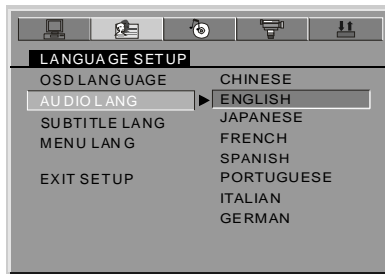 LANGUAGE SETUP
OSD LANGUAGE
AUDIO LANG
SUBTITLE LANG
MENU LANG
EXIT SETUP
CHINESE
ENGLISH
JAPANESE
FRENCH
SPANISH
PORTUGUESE
ITALIAN
GERMAN